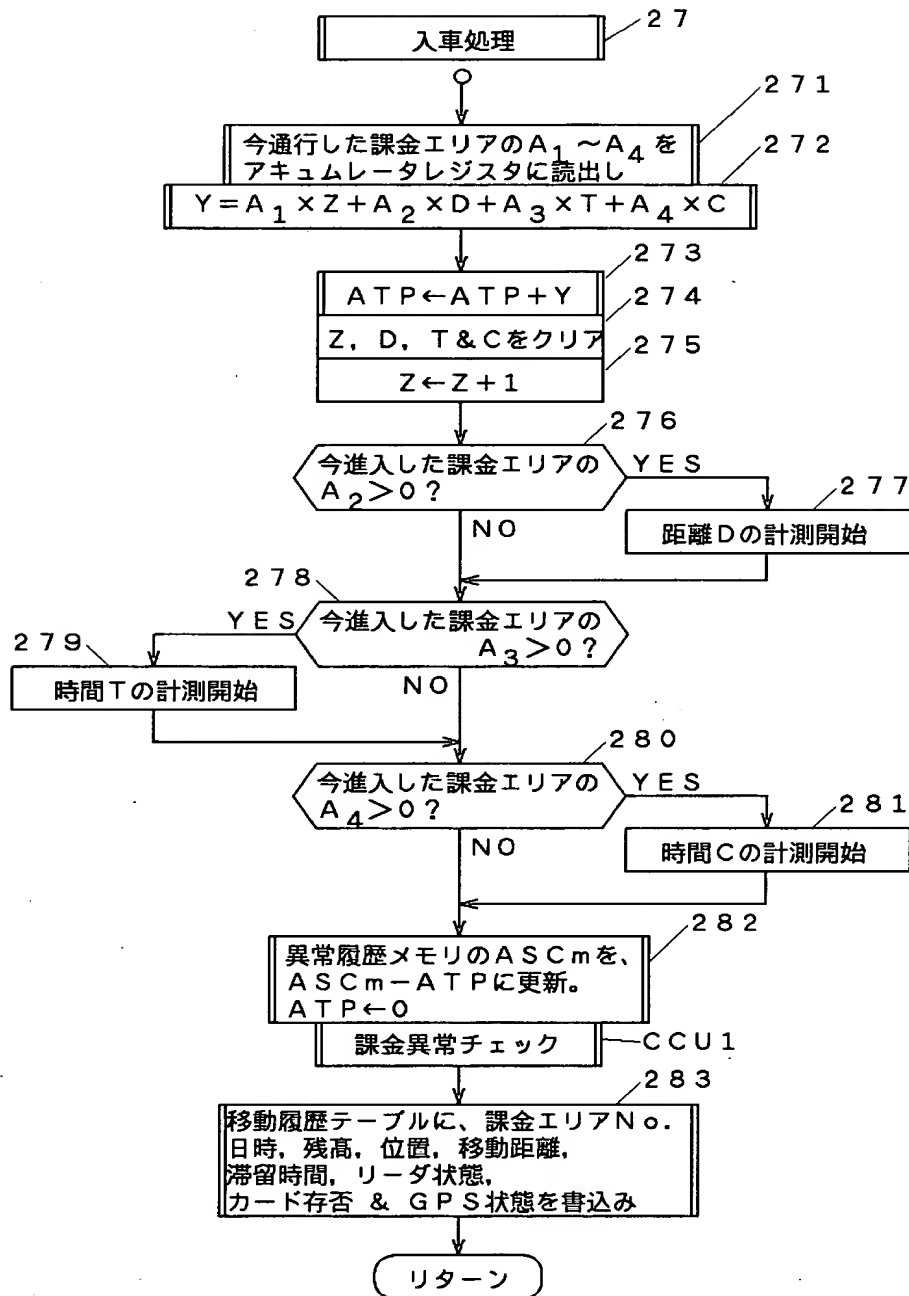 入車処理
27
271
今通行した課金エリアのA1～A4を
アキュムレータレジスタに読出し
272
Y＝A1×Z＋A2×D＋A3×T＋A4×C
273
ATP←ATP＋Y
274
Z，D，T＆Cをクリア
275
Z←Z＋1
276
今進入した課金エリアの
A2＞0？
YES
277
距離Dの計測開始
NO
278
今進入した課金エリアの
A3＞0？
YES
279
時間Tの計測開始
NO
280
今進入した課金エリアの
A4＞0？
YES
281
時間Cの計測開始
NO
282
異常履歴メモリのASCmを、
ASCm－ATPに更新。
ATP←0
課金異常チェック
CCU1
283
移動履歴テーブルに、課金エリアNo．
日時，残高，位置，移動距離，
滞留時間，リーダ状態，
カード存否 ＆ GPS状態を書込み
リターン